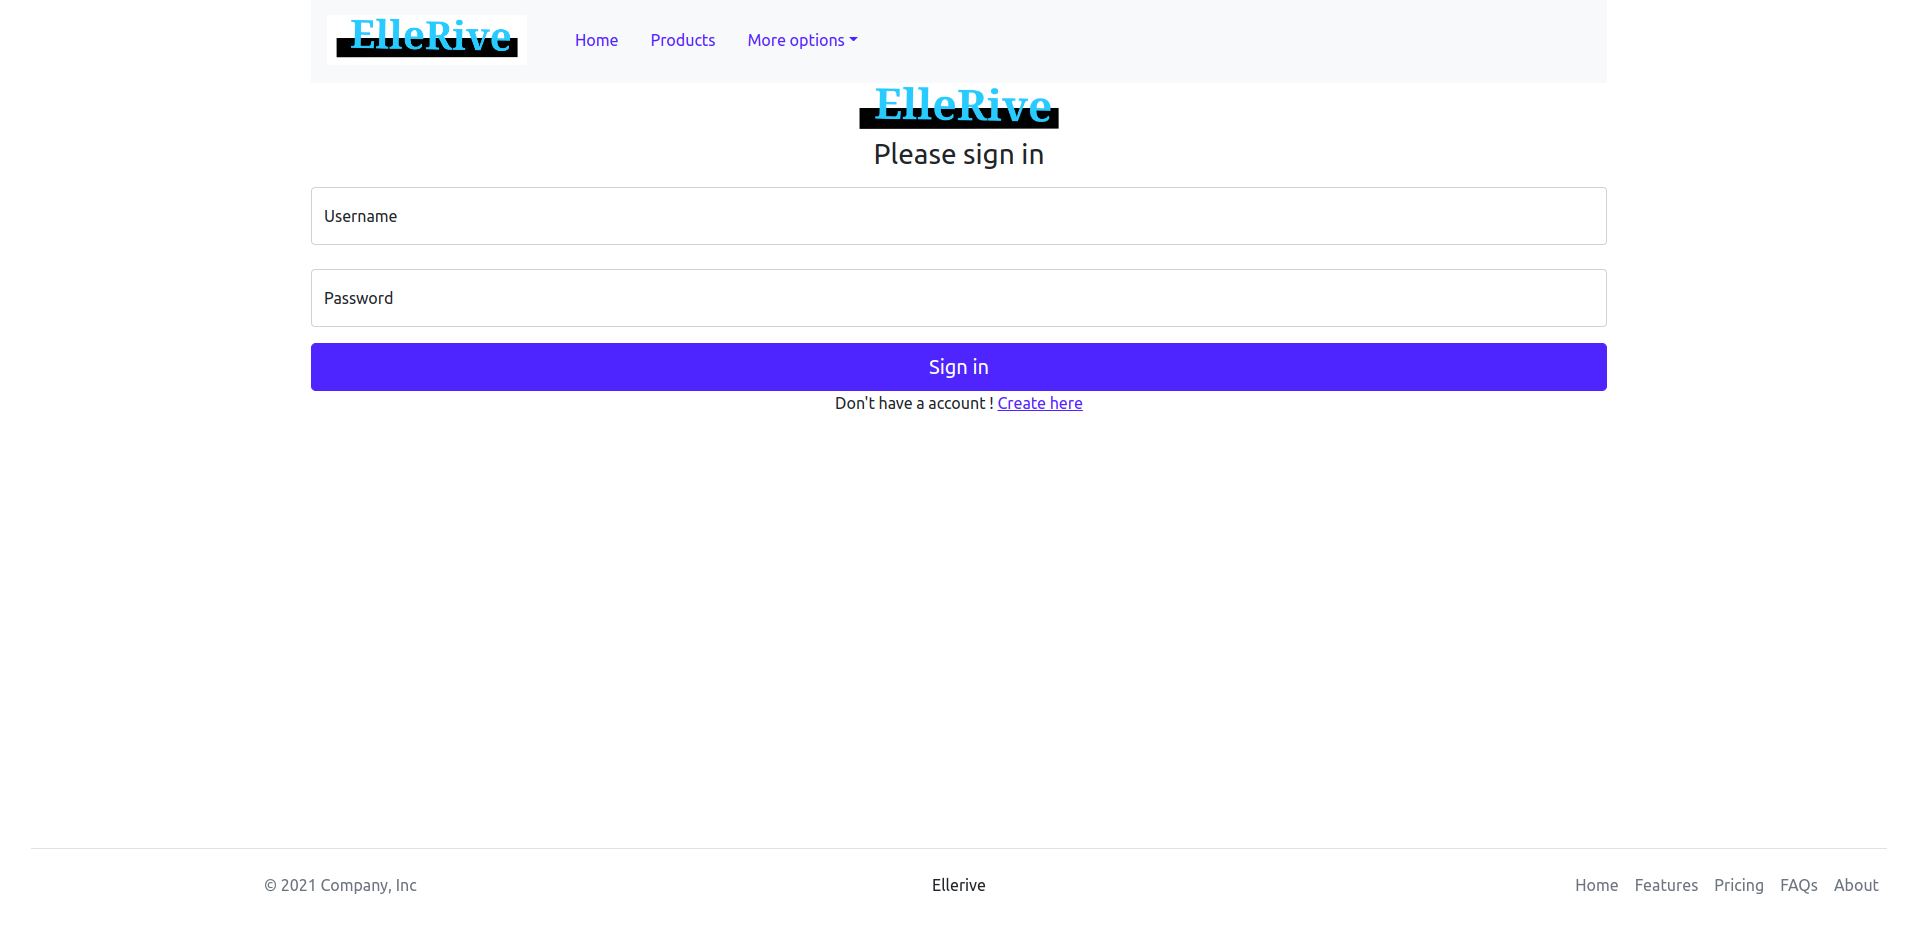 ElleRive Home Products More options
ElleRive
Please sign in
Username
Password
Sign in
Don't have a account ! Create here
© 2021 Company, Inc Ellerive Home Features Pricing FAQs About